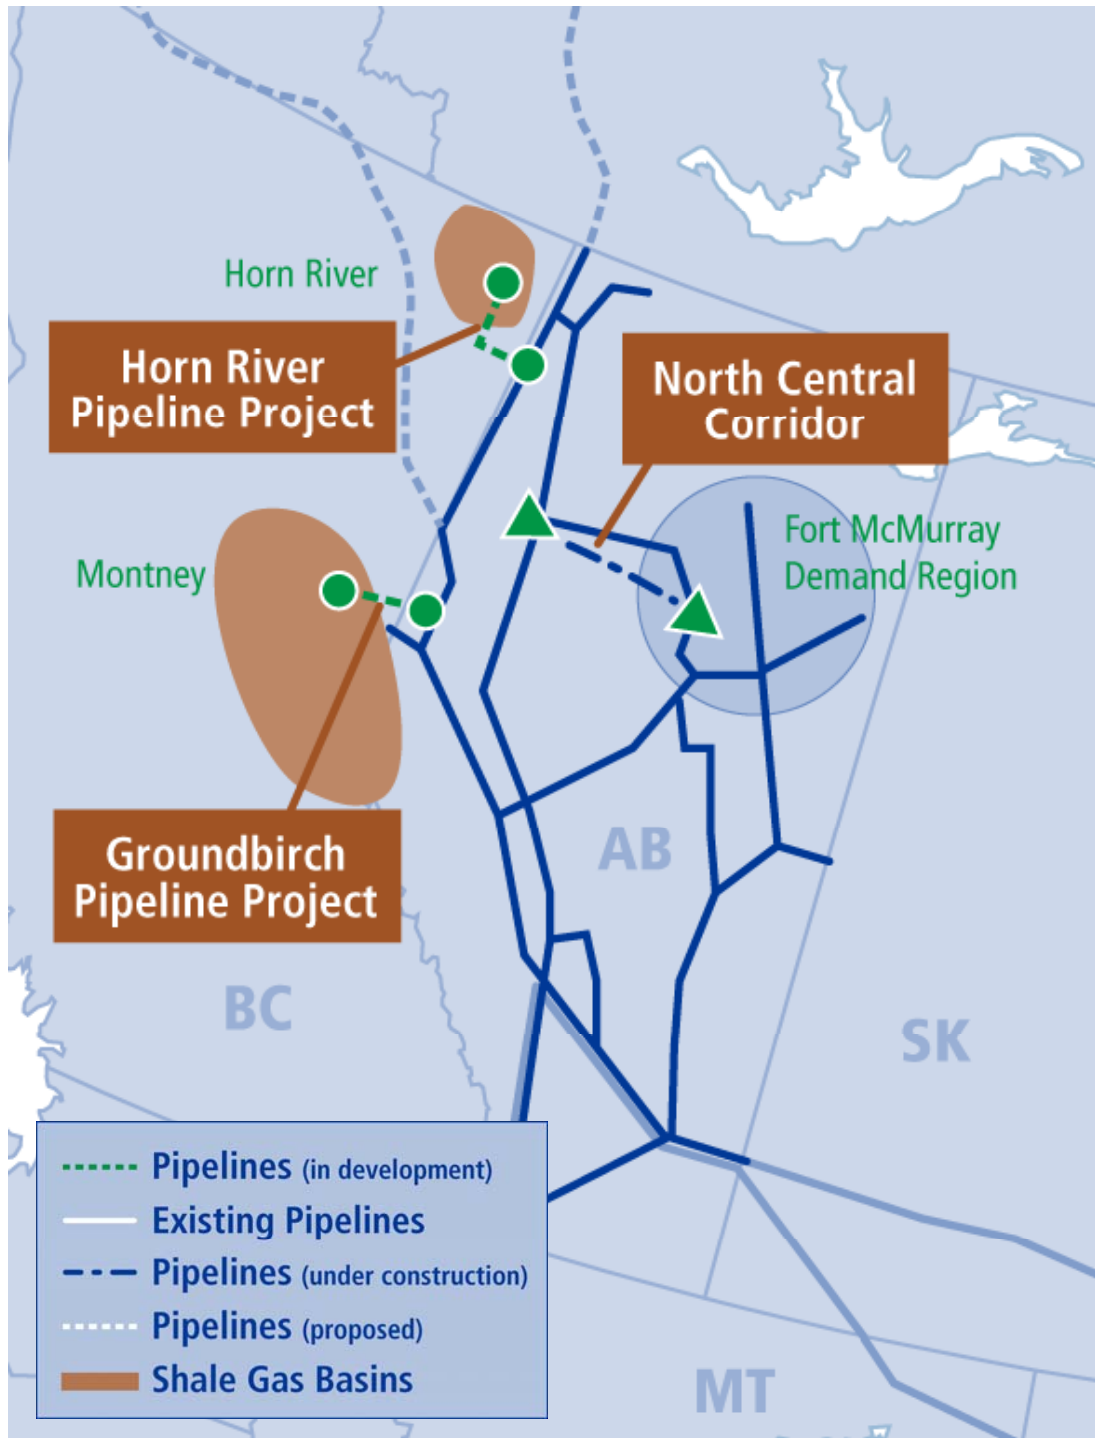 Horn River
Horn River
Pipeline Project
North Central
Corridor
Fort McMurray
Demand Region
Montney
Groundbirch
Pipeline Project
AB
BC
SK
Pipelines (in development)
Existing Pipelines
Pipelines (under construction)
Pipelines (proposed)
Shale Gas Basins
MT